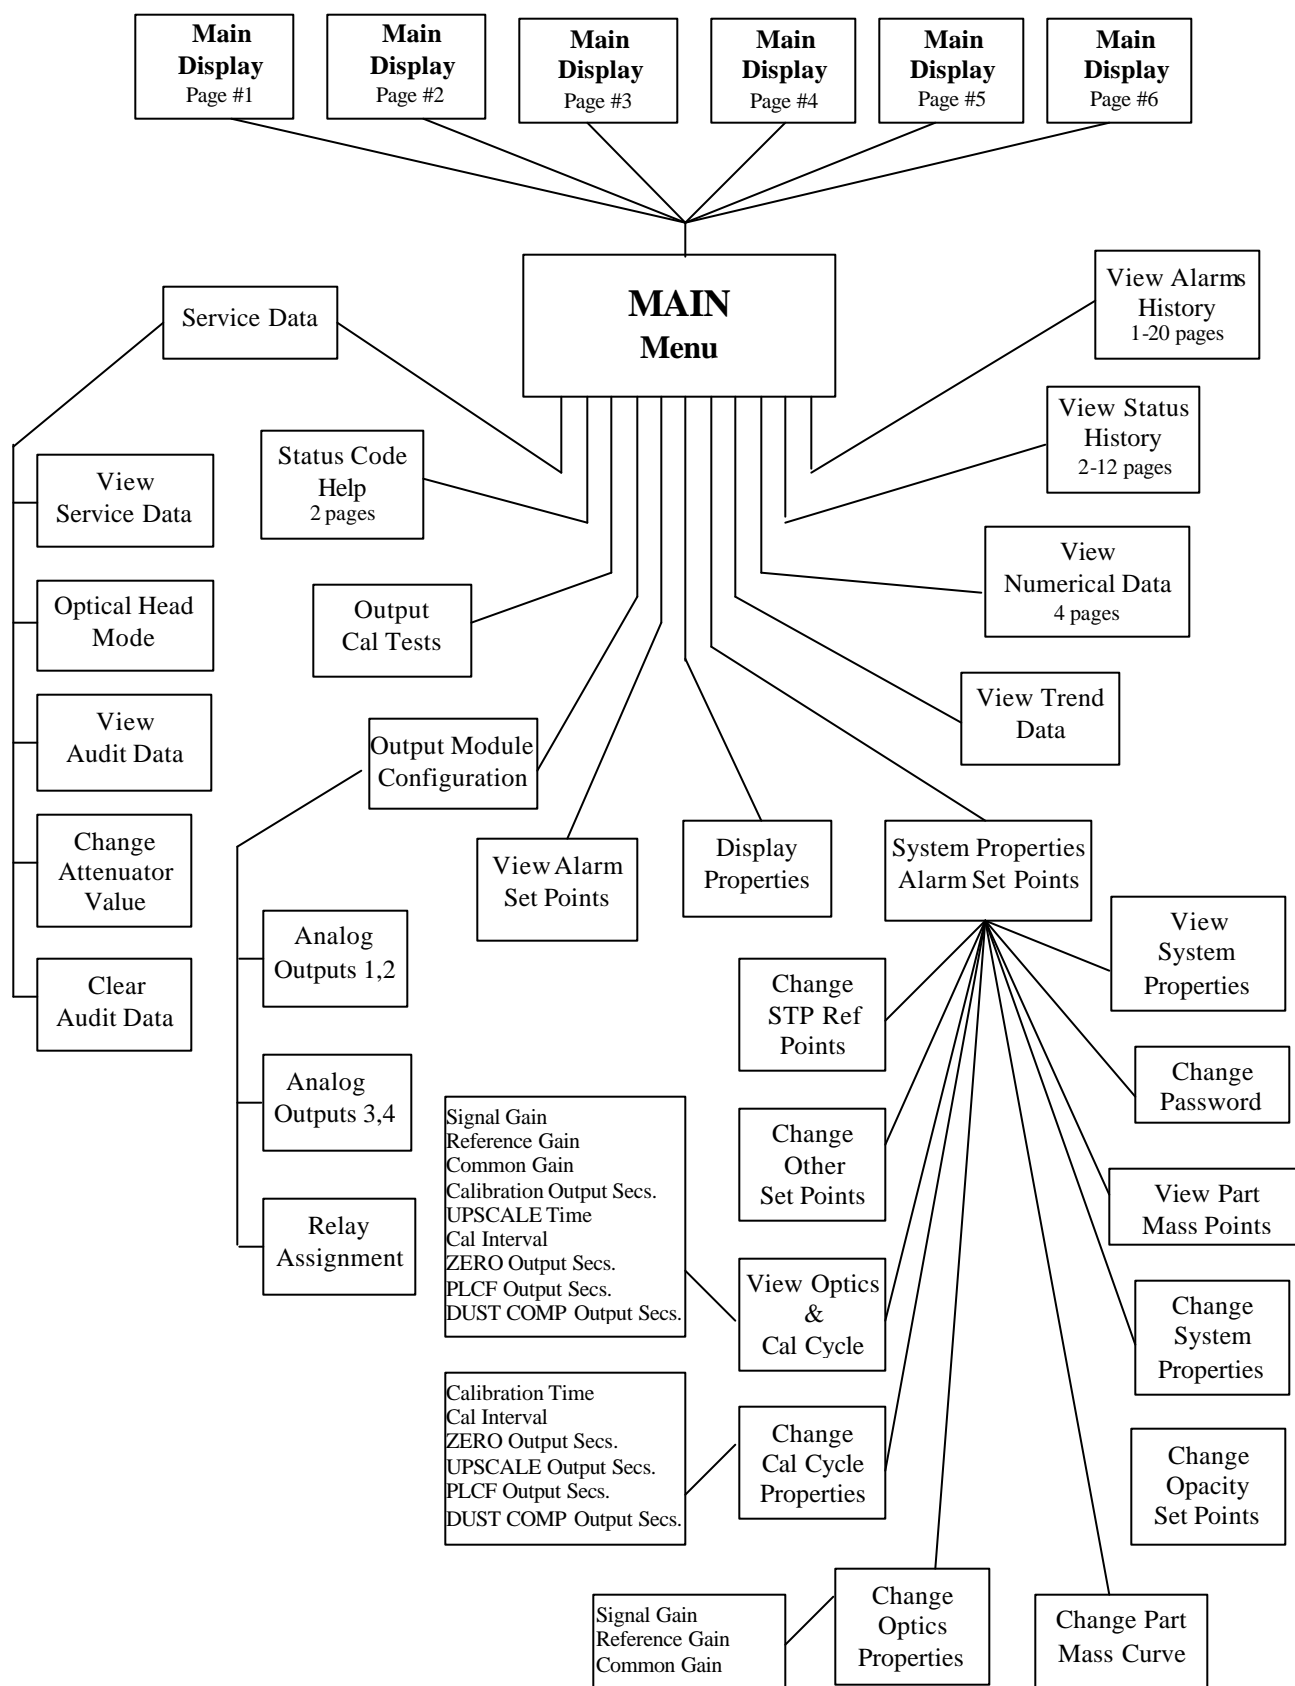 Main
Display
Page #1
Main
Display
Page #2
Main
Display
Page #3
Main
Display
Page #4
Main
Display
Page #5
Main
Display
Page #6
MAIN
Menu
Service Data
View Alarms
History
1-20 pages
View Status
History
2-12 pages
Status Code
Help
2 pages
View
Service Data
View
Numerical Data
4 pages
Output
Cal Tests
Optical Head
Mode
View Trend
Data
View
Audit Data
Output Module
Configuration
Change
Attenuator
Value
View Alarm
Set Points
Display
Properties
System Properties
Alarm Set Points
Clear
Audit Data
Analog
Outputs 1,2
Analog
Outputs 3,4
Relay
Assignment
Change
STP Ref
Points
View
System
Properties
Change
Password
Change
Other
Set Points
View Part
Mass Points
Signal Gain
Reference Gain
Common Gain
Calibration Output Secs.
UPSCALE Time
Cal Interval
ZERO Output Secs.
PLCF Output Secs.
DUST COMP Output Secs.
View Optics
&
Cal Cycle
Change
System
Properties
Calibration Time
Cal Interval
ZERO Output Secs.
UPSCALE Output Secs.
PLCF Output Secs.
DUST COMP Output Secs.
Change
Cal Cycle
Properties
Change
Opacity
Set Points
Signal Gain
Reference Gain
Common Gain
Change
Optics
Properties
Change Part
Mass Curve